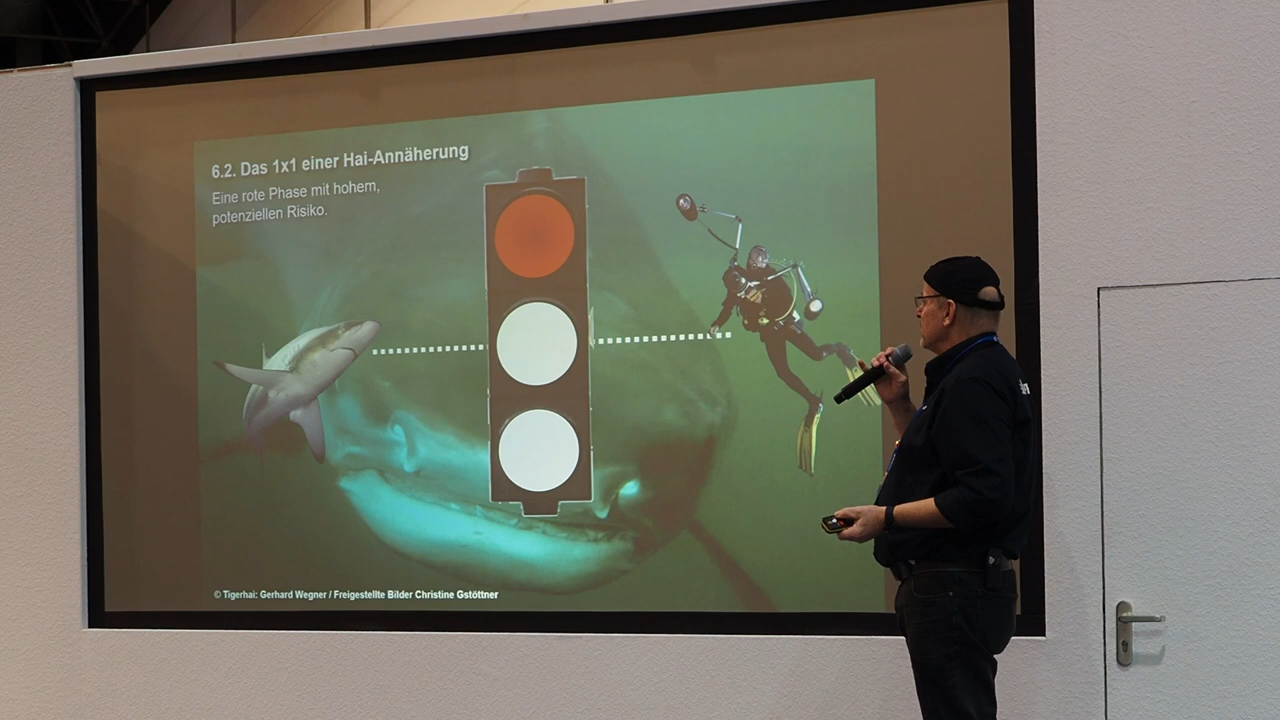 6.2. Das 1x1 einer Hai-Annäherung
Eine rote Phase mit hohem,
potenziellen Risiko.
© Tigerhai: Gerhard Wegner / Freigestellte Bilder Christine Gstöttner